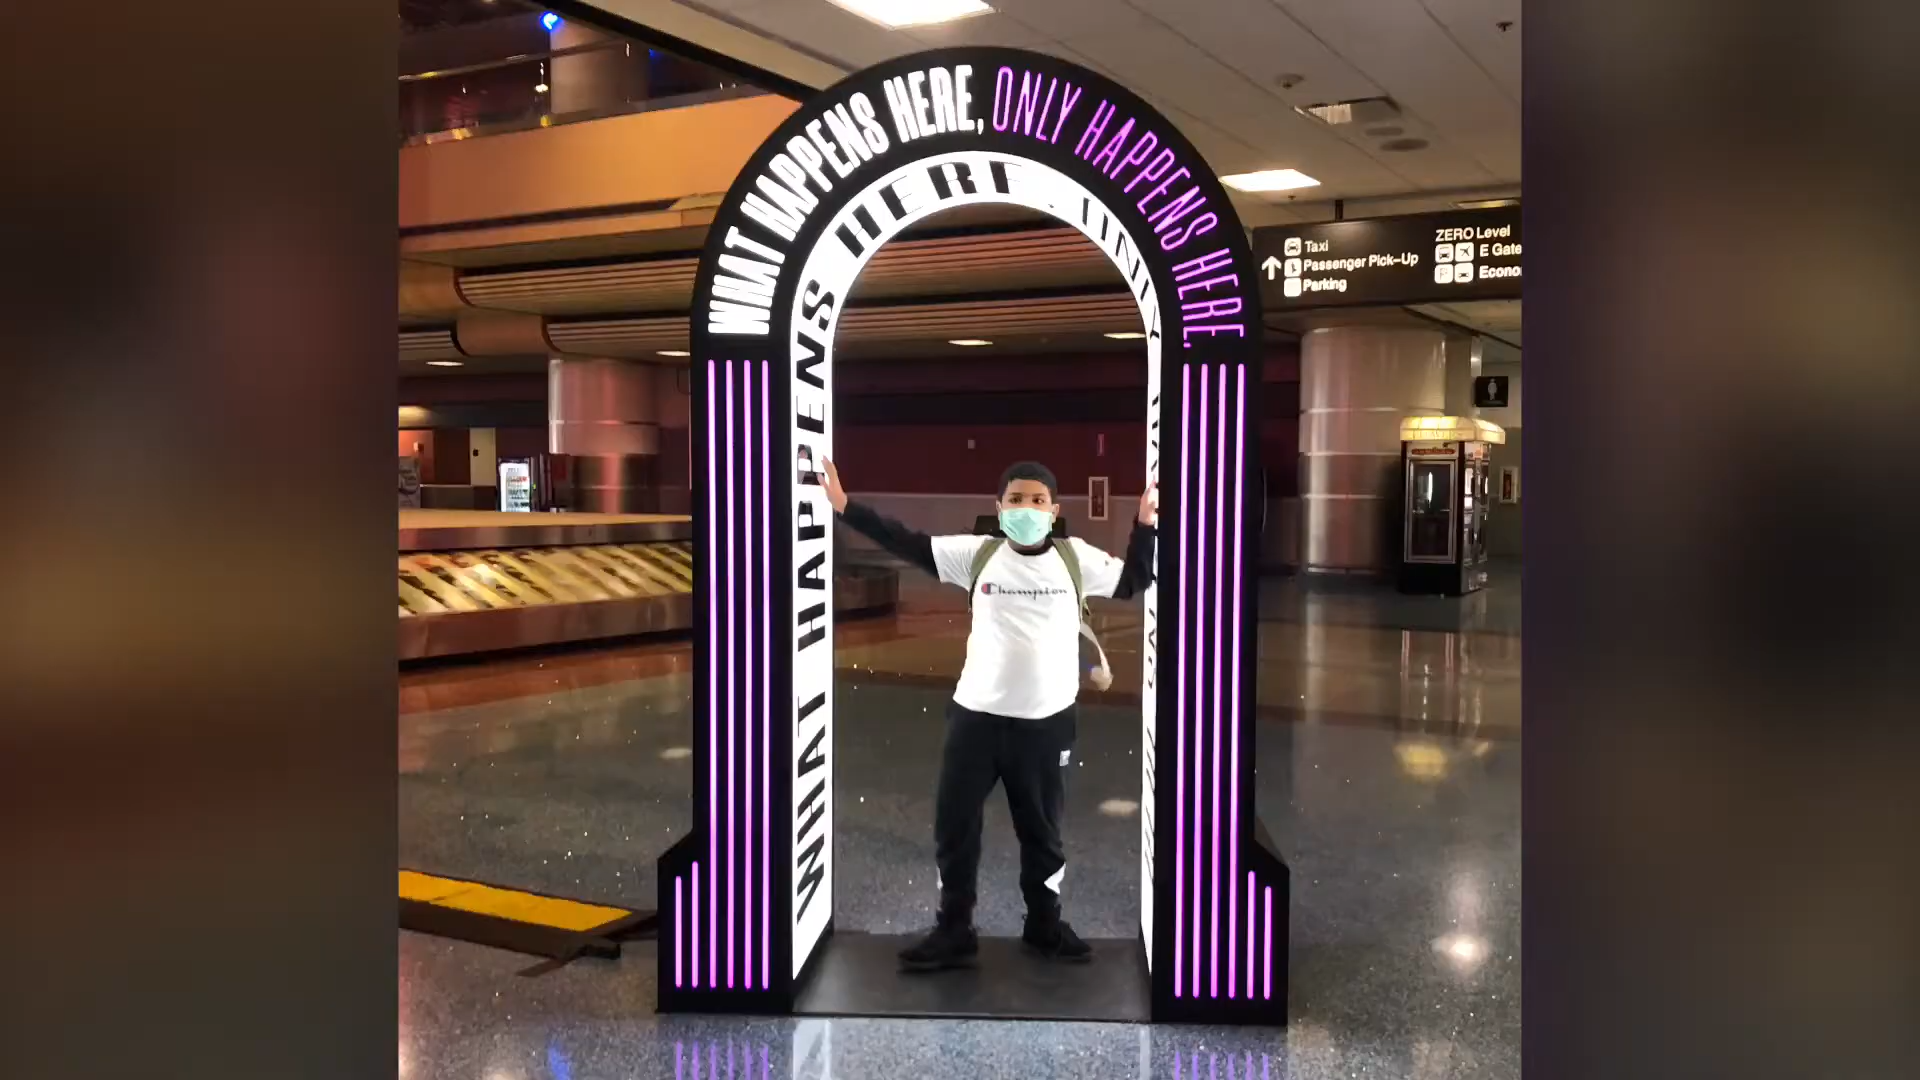 WHAT HAPPENS HERE, ONLY HAPPENS HERE.
WHAT HAPPENS HERE, ONLY
Taxi
Passenger Pick-Up
Parking
ZERO Level
E Gate
Econo
Champion